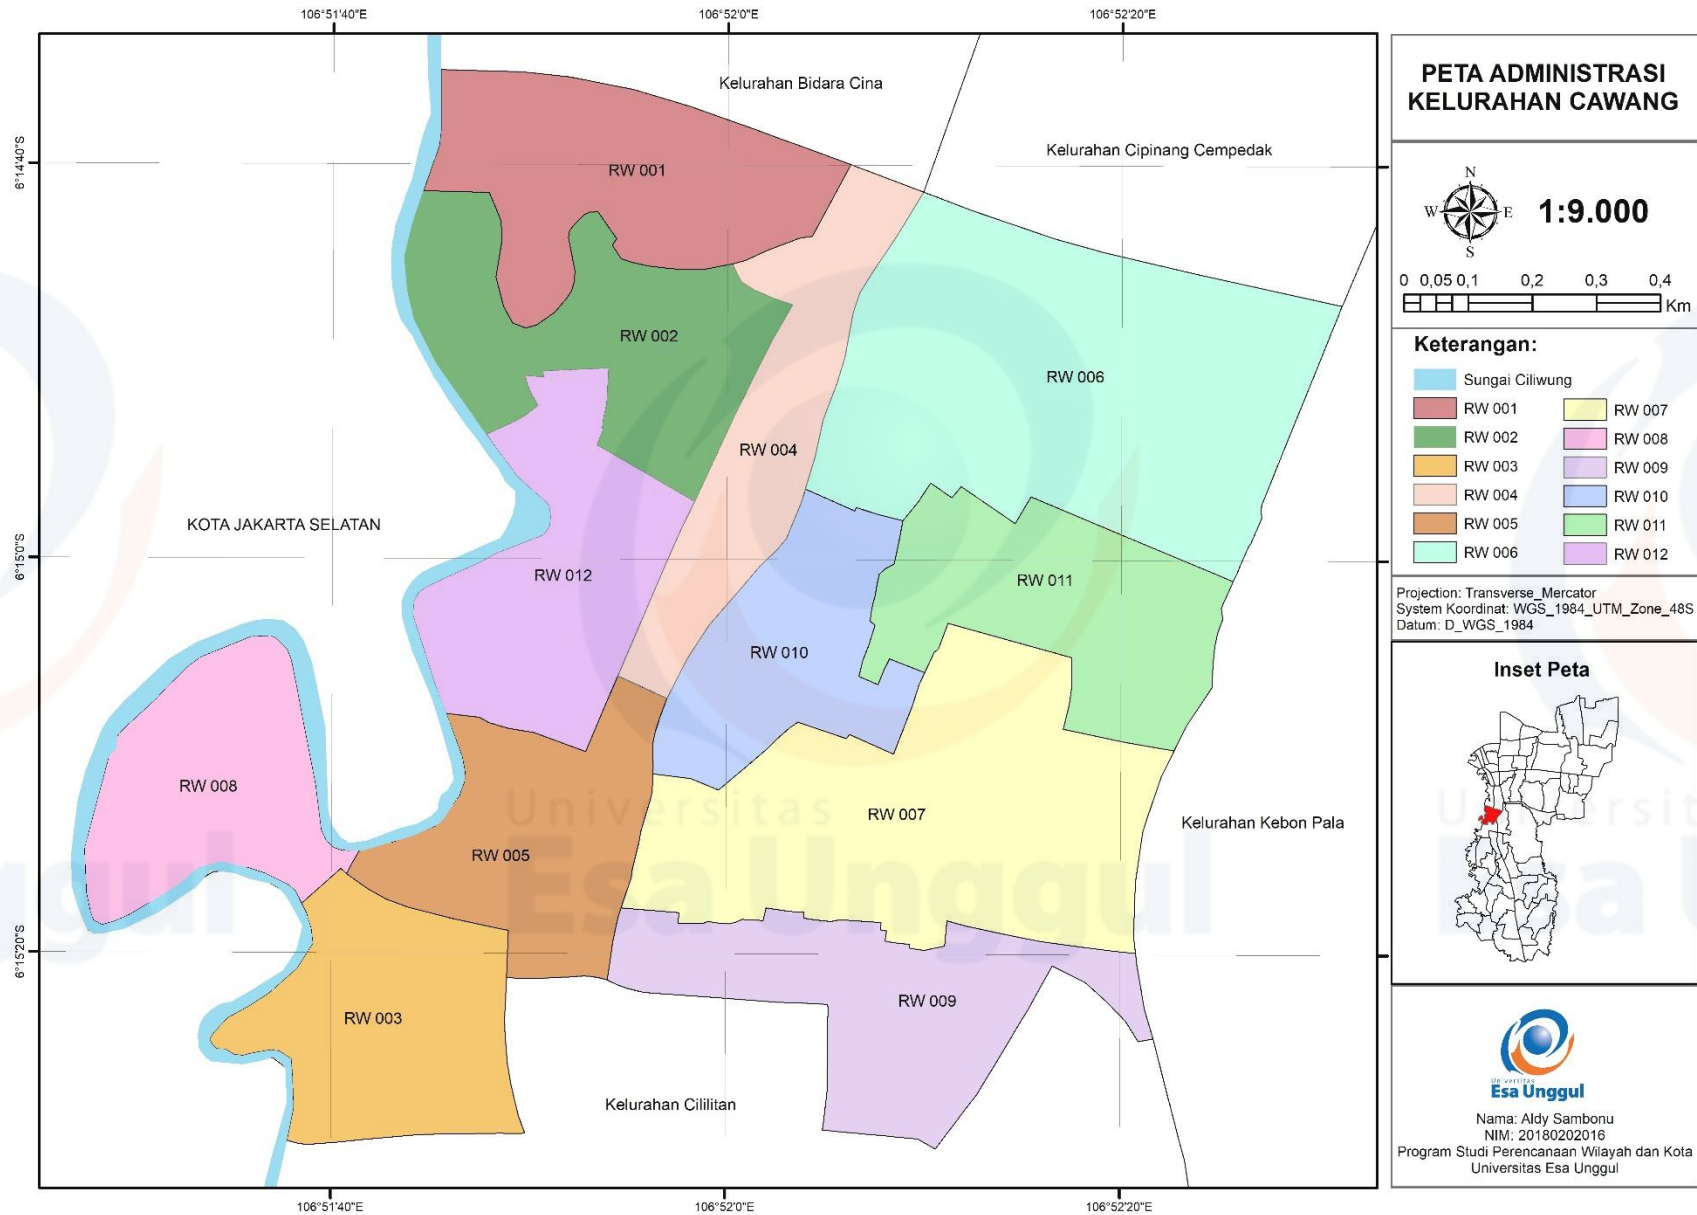 106°51'40"E
106°52'0"E
106°52'20"E
Kelurahan Bidara Cina
Kelurahan Cipinang Cempedak
6°14'40"S
RW 001
RW 002
RW 006
RW 004
KOTA JAKARTA SELATAN
6°15'0"S
RW 012
RW 011
RW 010
RW 008
RW 007
Kelurahan Kebon Pala
RW 005
6°15'20"S
RW 009
RW 003
Kelurahan Cililitan
Universitas
Esa Unggul
106°51'40"E
106°52'0"E
106°52'20"E
PETA ADMINISTRASI
KELURAHAN CAWANG
N
W
E
S
1:9.000
0 0,05 0,1 0,2 0,3 0,4
Km
Keterangan:
Sungai Ciliwung
RW 001
RW 002
RW 003
RW 004
RW 005
RW 006
RW 007
RW 008
RW 009
RW 010
RW 011
RW 012
Projection: Transverse_Mercator
System Koordinat: WGS_1984_UTM_Zone_48S
Datum: D_WGS_1984
Inset Peta
Universitas
Esa Unggul
Nama: Aldy Sambonu
NIM: 20180202016
Program Studi Perencanaan Wilayah dan Kota
Universitas Esa Unggul